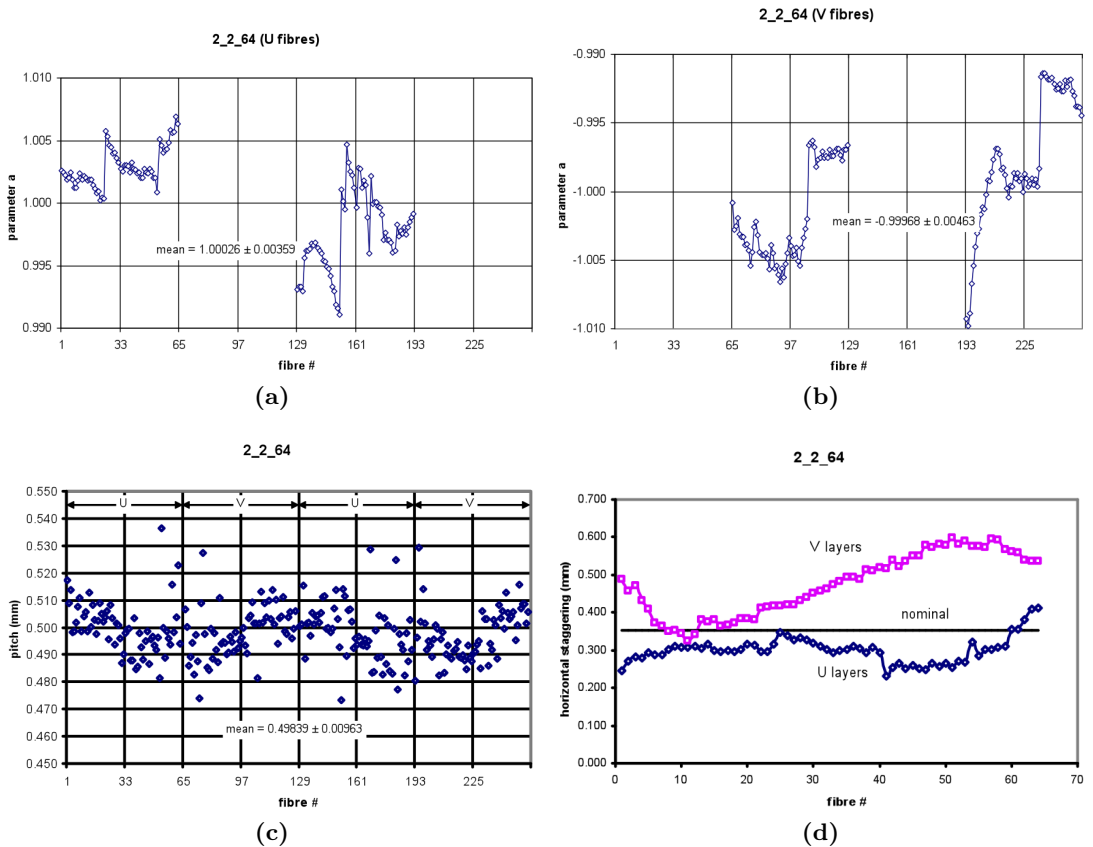 2_2_64 (U fibres)
1.010
1.005
1.000
0.995
0.990
parameter a
mean = 1.00026 ± 0.00359
1 33 65 97 129 161 193 225
fibre #
(a)
2_2_64 (V fibres)
-0.990
-0.995
-1.000
-1.005
-1.010
parameter a
mean = -0.99968 ± 0.00463
1 33 65 97 129 161 193 225
fibre #
(b)
2_2_64
0.550
0.540
0.530
0.520
0.510
0.500
0.490
0.480
0.470
0.460
0.450
pitch (mm)
U V U V
mean = 0.49839 ± 0.00963
1 33 65 97 129 161 193 225
fibre #
(c)
2_2_64
0.700
0.600
0.500
0.400
0.300
0.200
0.100
0.000
horizontal staggering (mm)
V layers
nominal
U layers
0 10 20 30 40 50 60 70
fibre #
(d)